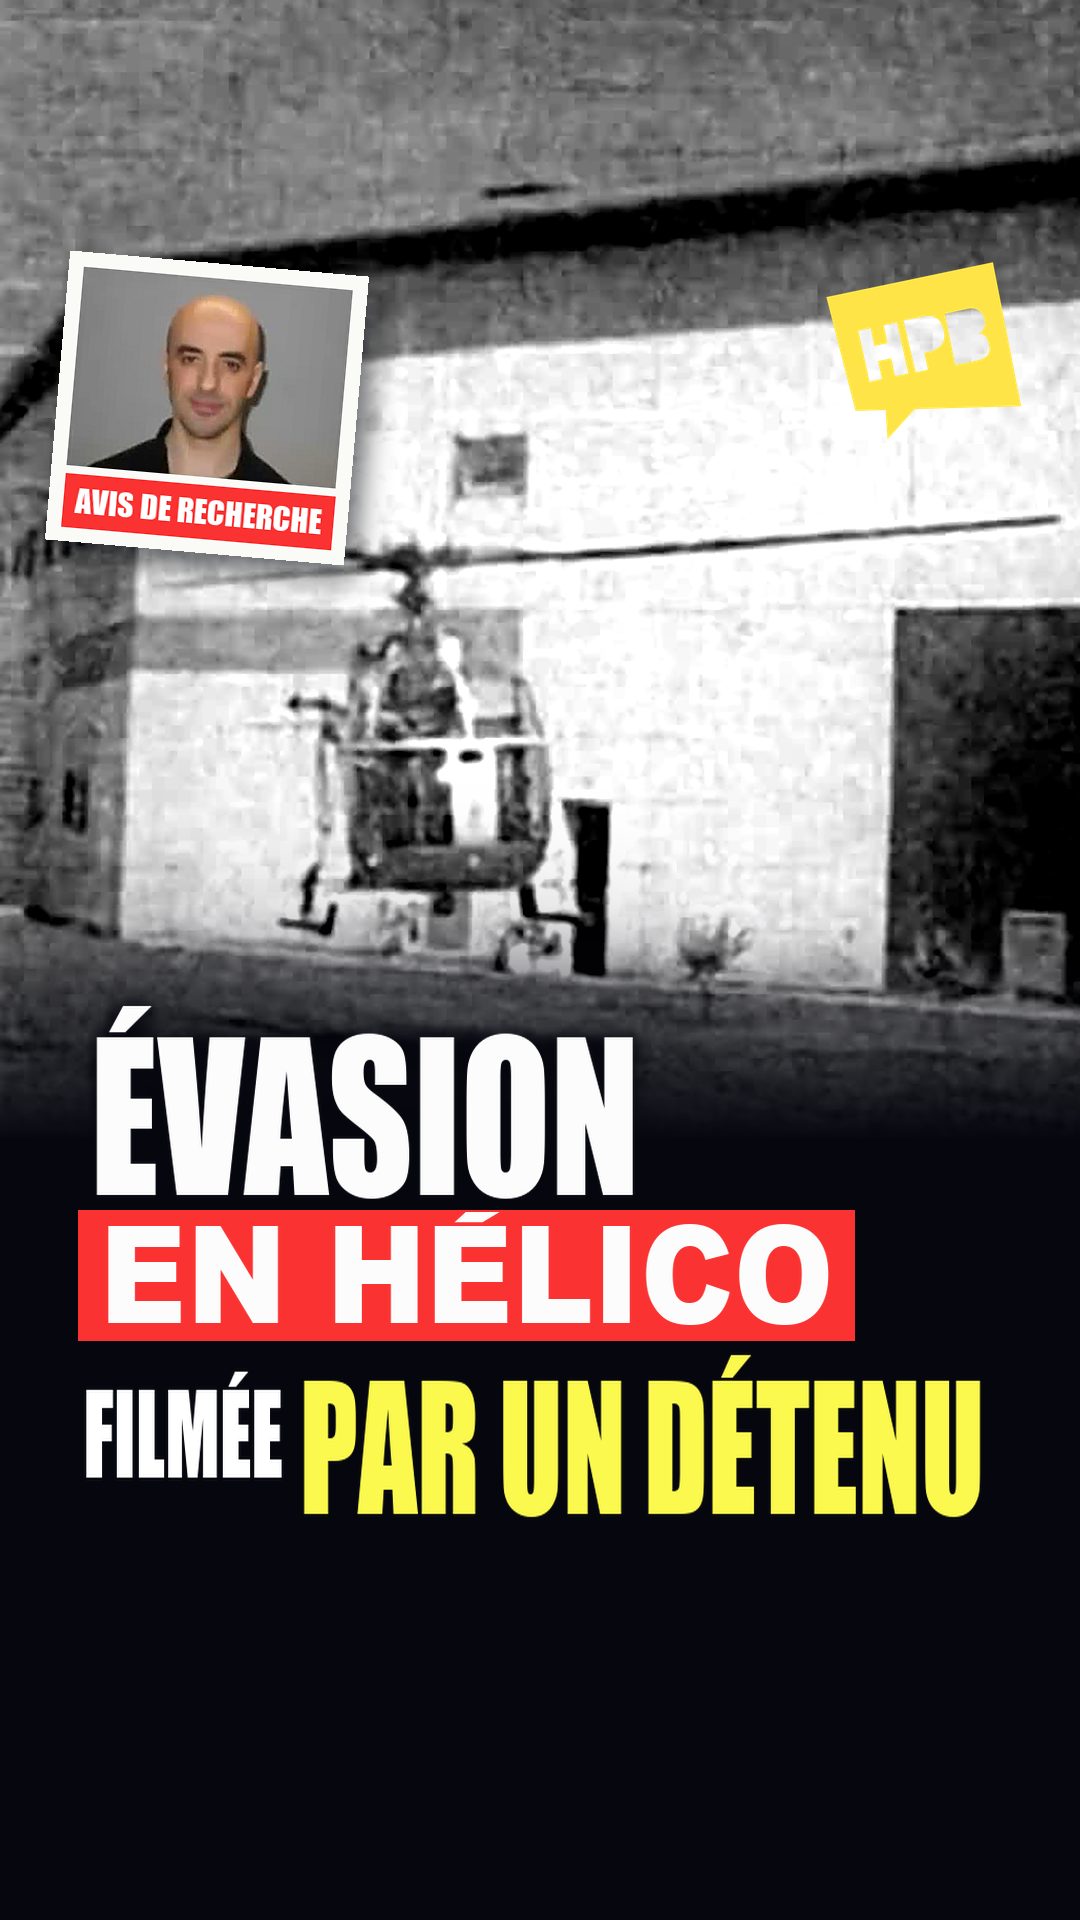 HPB
AVIS DE RECHERCHE
ÉVASION
EN HÉLICO
FILMÉE PAR UN DÉTENU